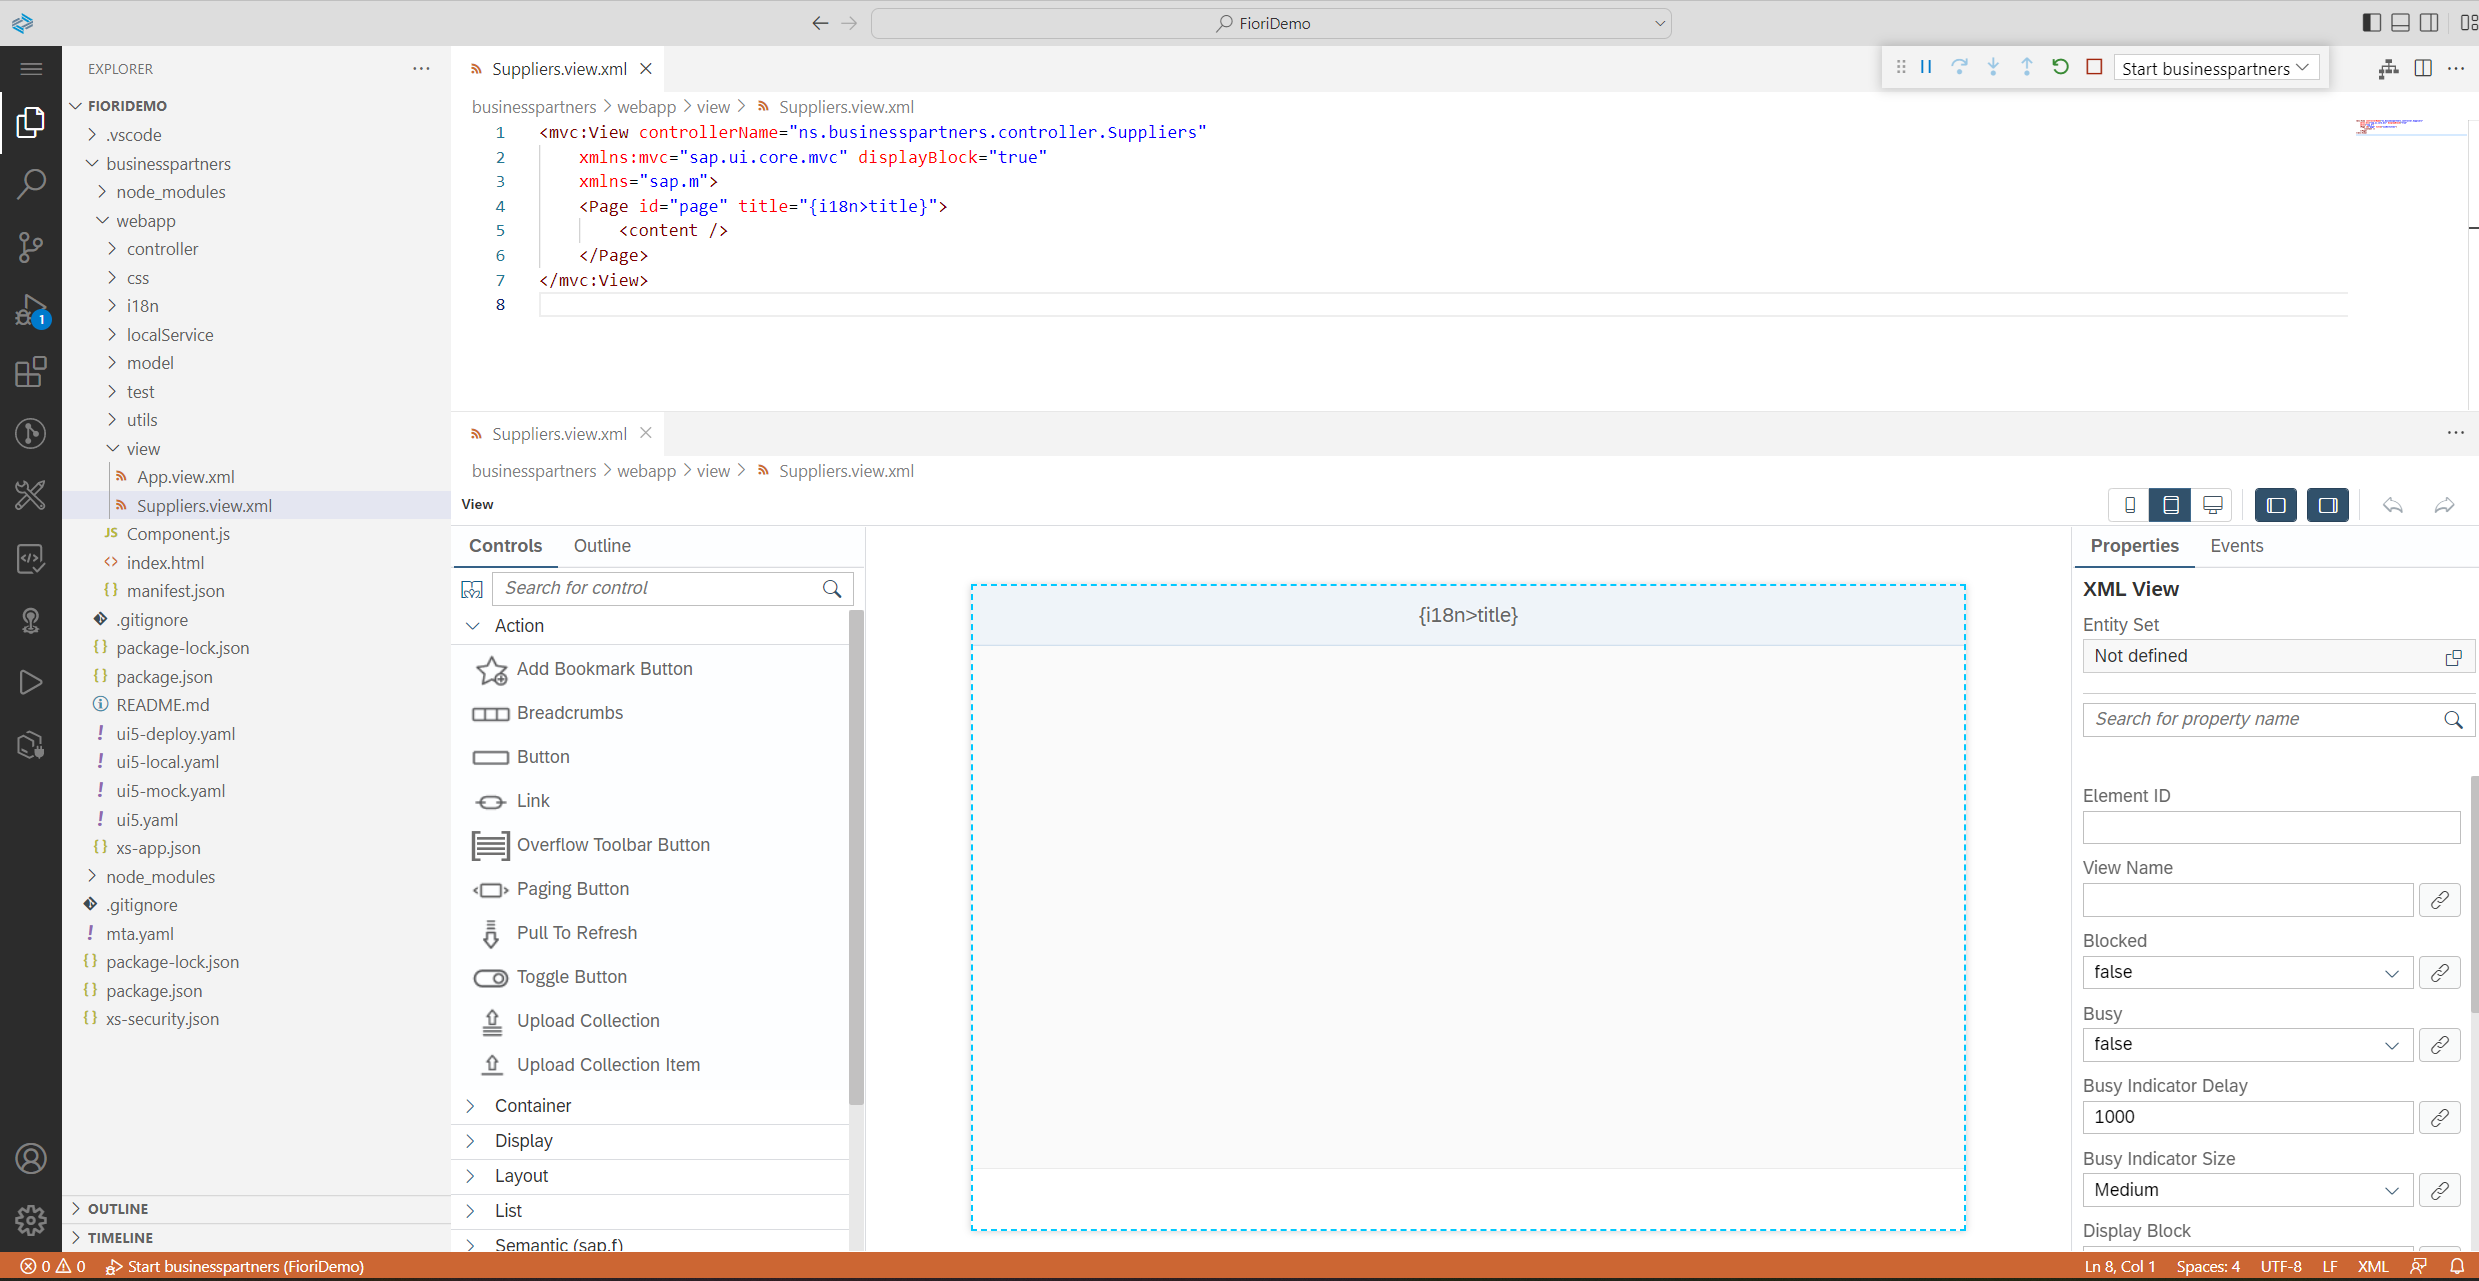 FioriDemo
EXPLORER
FIORIDEMO
.vscode
businesspartners
node_modules
webapp
controller
css
i18n
localService
model
test
utils
view
App.view.xml
Suppliers.view.xml
JS Component.js
<> index.html
{} manifest.json
.gitignore
{} package-lock.json
{} package.json
README.md
! ui5-deploy.yaml
! ui5-local.yaml
! ui5-mock.yaml
! ui5.yaml
{} xs-app.json
node_modules
.gitignore
! mta.yaml
{} package-lock.json
{} package.json
{} xs-security.json
OUTLINE
TIMELINE
1
Suppliers.view.xml
Start businesspartners
businesspartners > webapp > view > Suppliers.view.xml
1 <mvc:View controllerName="ns.businesspartners.controller.Suppliers"
2 xmlns:mvc="sap.ui.core.mvc" displayBlock="true"
3 xmlns="sap.m">
4 <Page id="page" title="{i18n>title}">
5 <content />
6 </Page>
7 </mvc:View>
8
Suppliers.view.xml
businesspartners > webapp > view > Suppliers.view.xml
View
Controls Outline
Search for control
Action
Add Bookmark Button
Breadcrumbs
Button
Link
Overflow Toolbar Button
Paging Button
Pull To Refresh
Toggle Button
Upload Collection
Upload Collection Item
Container
Display
Layout
List
Semantic (sap.f)
{i18n>title}
Properties Events
XML View
Entity Set
Not defined
Search for property name
Element ID
View Name
Blocked
false
Busy
false
Busy Indicator Delay
1000
Busy Indicator Size
Medium
Display Block
0 0 Start businesspartners (FioriDemo)
Ln 8, Col 1 Spaces: 4 UTF-8 LF XML